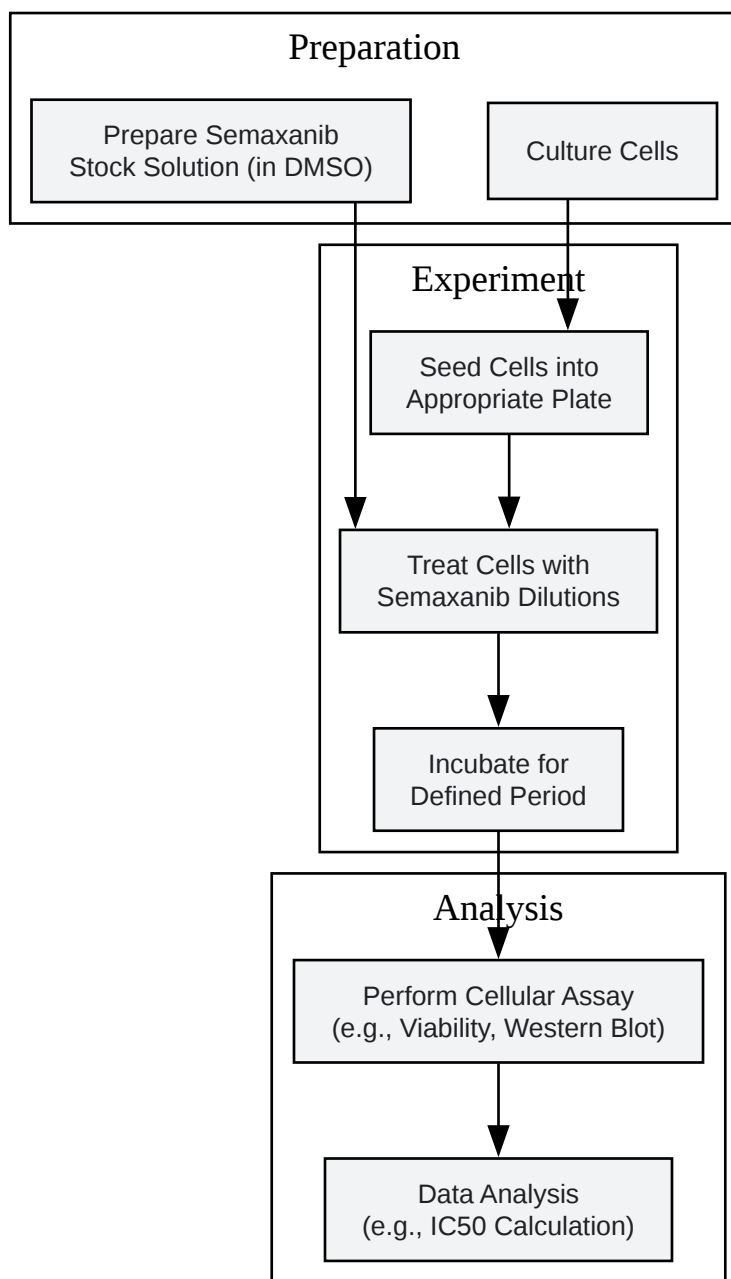 Preparation
Prepare Semaxanib
Stock Solution (in DMSO)
Culture Cells
Experiment
Seed Cells into
Appropriate Plate
Treat Cells with
Semaxanib Dilutions
Incubate for
Defined Period
Analysis
Perform Cellular Assay
(e.g., Viability, Western Blot)
Data Analysis
(e.g., IC50 Calculation)